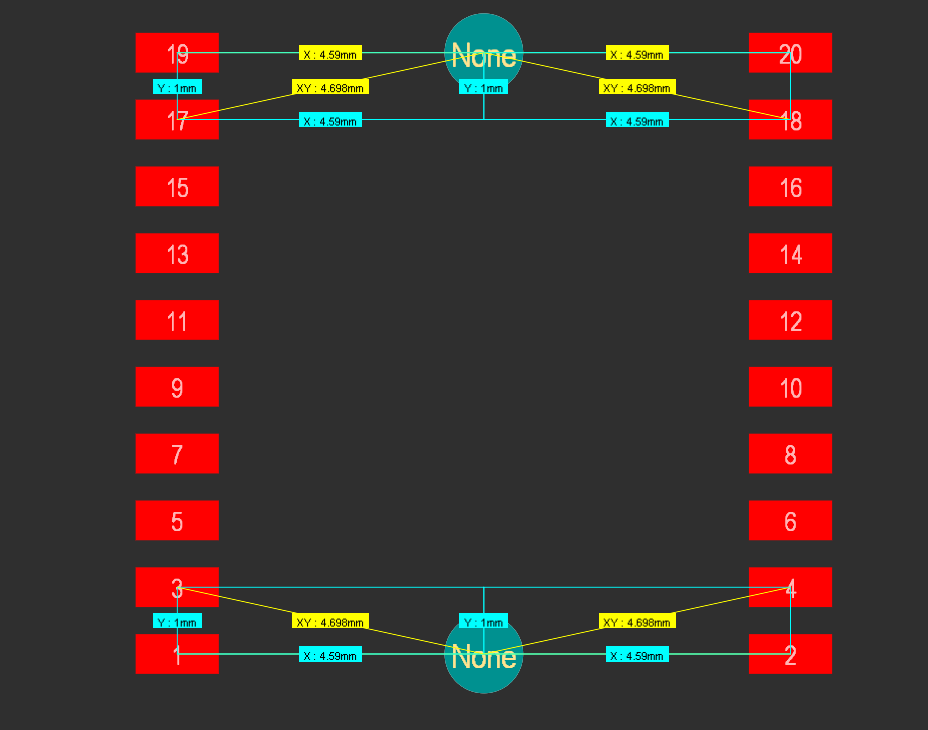 19 X : 4.59mm None X : 4.59mm 20
Y : 1mm XY : 4.698mm Y : 1mm XY : 4.698mm
17 X : 4.59mm X : 4.59mm 18
15 16
13 14
11 12
9 10
7 8
5 6
3 4
Y : 1mm XY : 4.698mm Y : 1mm XY : 4.698mm
1 X : 4.59mm None X : 4.59mm 2